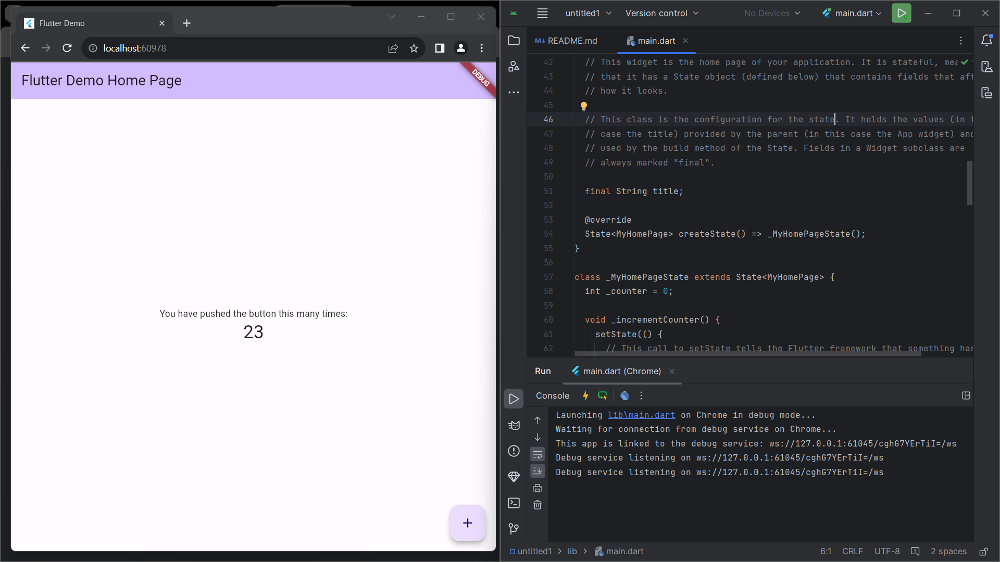 Flutter Demo
localhost:60978
Flutter Demo Home Page
DEBUG
You have pushed the button this many times:
23
untitled1
Version control
No Devices
main.dart
README.md
main.dart
42 // This widget is the home page of your application. It is stateful, mea
43 // that it has a State object (defined below) that contains fields that aff
44 // how it looks.
45
46 // This class is the configuration for the state. It holds the values (in t
47 // case the title) provided by the parent (in this case the App widget) and
48 // used by the build method of the State. Fields in a Widget subclass are
49 // always marked "final".
50
51 final String title;
52
53 @override
54 State<MyHomePage> createState() => _MyHomePageState();
55 }
56
57 class _MyHomePageState extends State<MyHomePage> {
58 int _counter = 0;
59
60 void _incrementCounter() {
61 setState(() {
62 // This call to setState tells the Flutter framework that something has
Run
main.dart (Chrome)
Console
Launching lib\main.dart on Chrome in debug mode...
Waiting for connection from debug service on Chrome...
This app is linked to the debug service: ws://127.0.0.1:61045/cghG7YErTiI=/ws
Debug service listening on ws://127.0.0.1:61045/cghG7YErTiI=/ws
Debug service listening on ws://127.0.0.1:61045/cghG7YErTiI=/ws
untitled1 > lib > main.dart
6:1 CRLF UTF-8 2 spaces